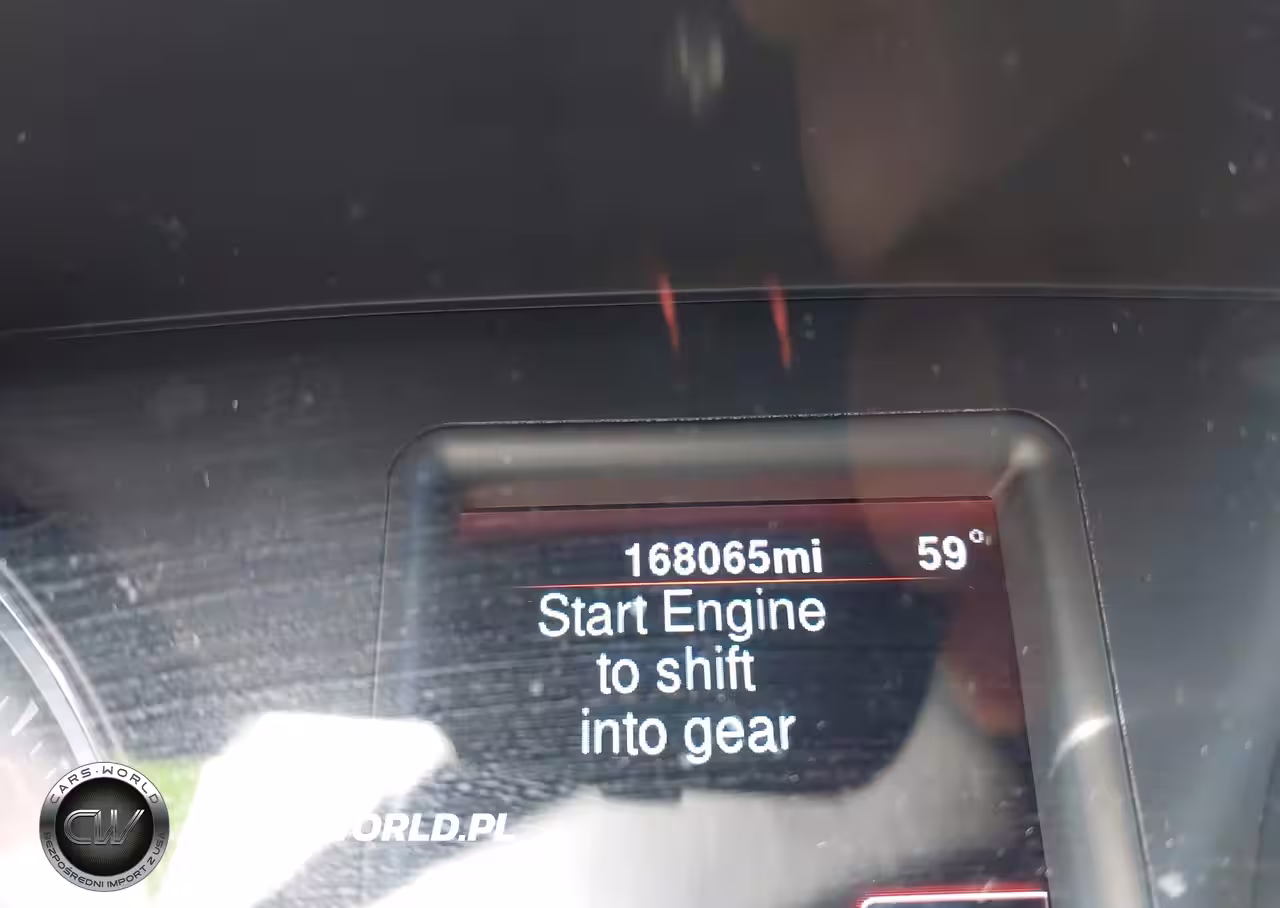 168065mi 59°
Start Engine
to shift
into gear
CARS-WORLD
CW
BEZPOŚREDNI IMPORT Z USA
ORLD.PL